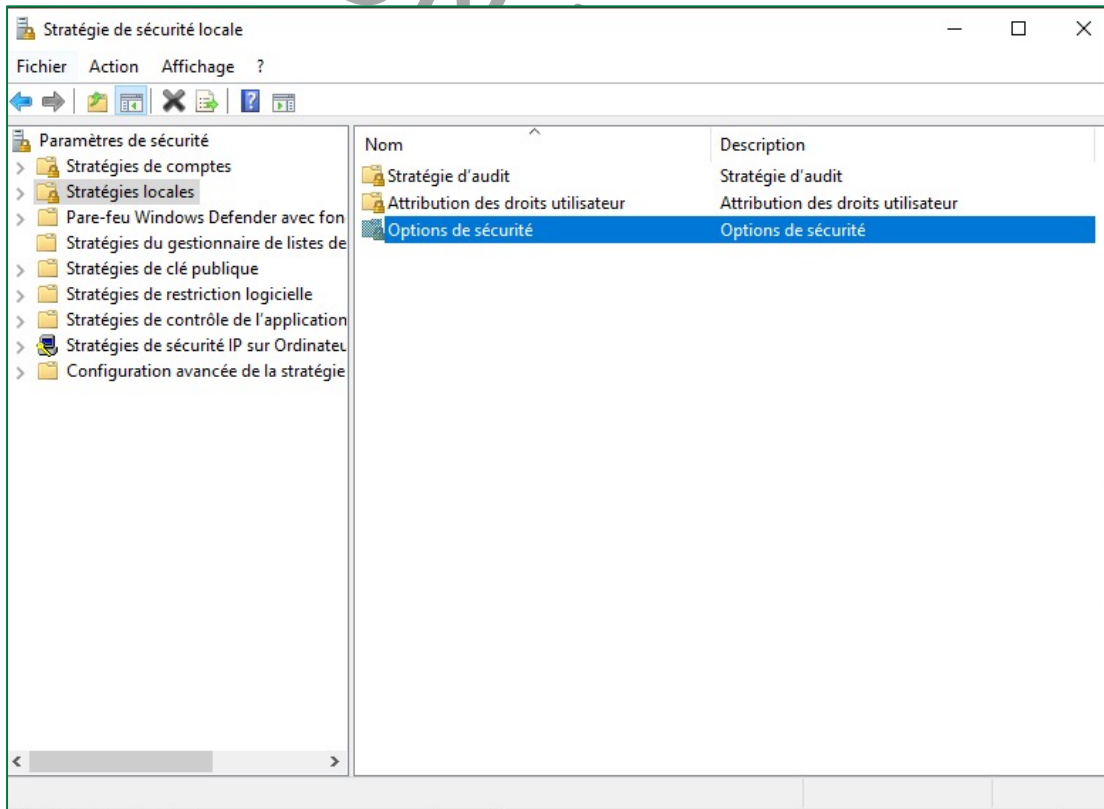 Stratégie de sécurité locale
Fichier Action Affichage ?
Paramètres de sécurité
Stratégies de comptes
Stratégies locales
Pare-feu Windows Defender avec fon
Stratégies du gestionnaire de listes de
Stratégies de clé publique
Stratégies de restriction logicielle
Stratégies de contrôle de l'application
Stratégies de sécurité IP sur Ordinateu
Configuration avancée de la stratégie
Nom Description
Stratégie d'audit Stratégie d'audit
Attribution des droits utilisateur Attribution des droits utilisateur
Options de sécurité Options de sécurité